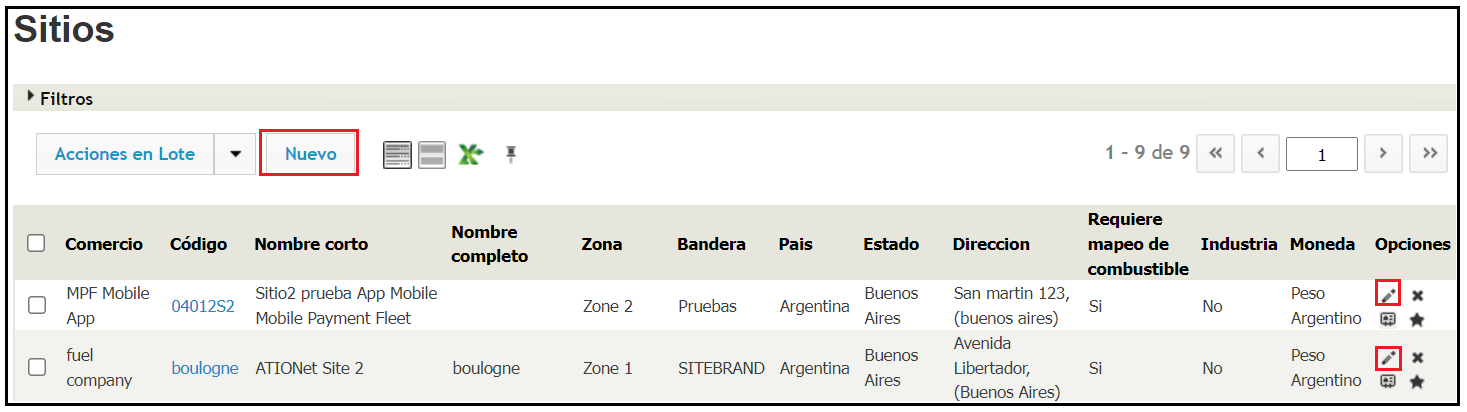 Sitios
Filtros
Acciones en Lote
Nuevo
1 - 9 de 9
«
‹
1
›
»
Comercio Código Nombre corto Nombre completo Zona Bandera Pais Estado Direccion Requiere mapeo de combustible Industria Moneda Opciones
MPF Mobile App 04012S2 Sitio2 prueba App Mobile Mobile Payment Fleet Zone 2 Pruebas Argentina Buenos Aires San martin 123, (buenos aires) Si No Peso Argentino
fuel company boulogne ATIONet Site 2 boulogne Zone 1 SITEBRAND Argentina Buenos Aires Avenida Libertador, (Buenos Aires) Si No Peso Argentino